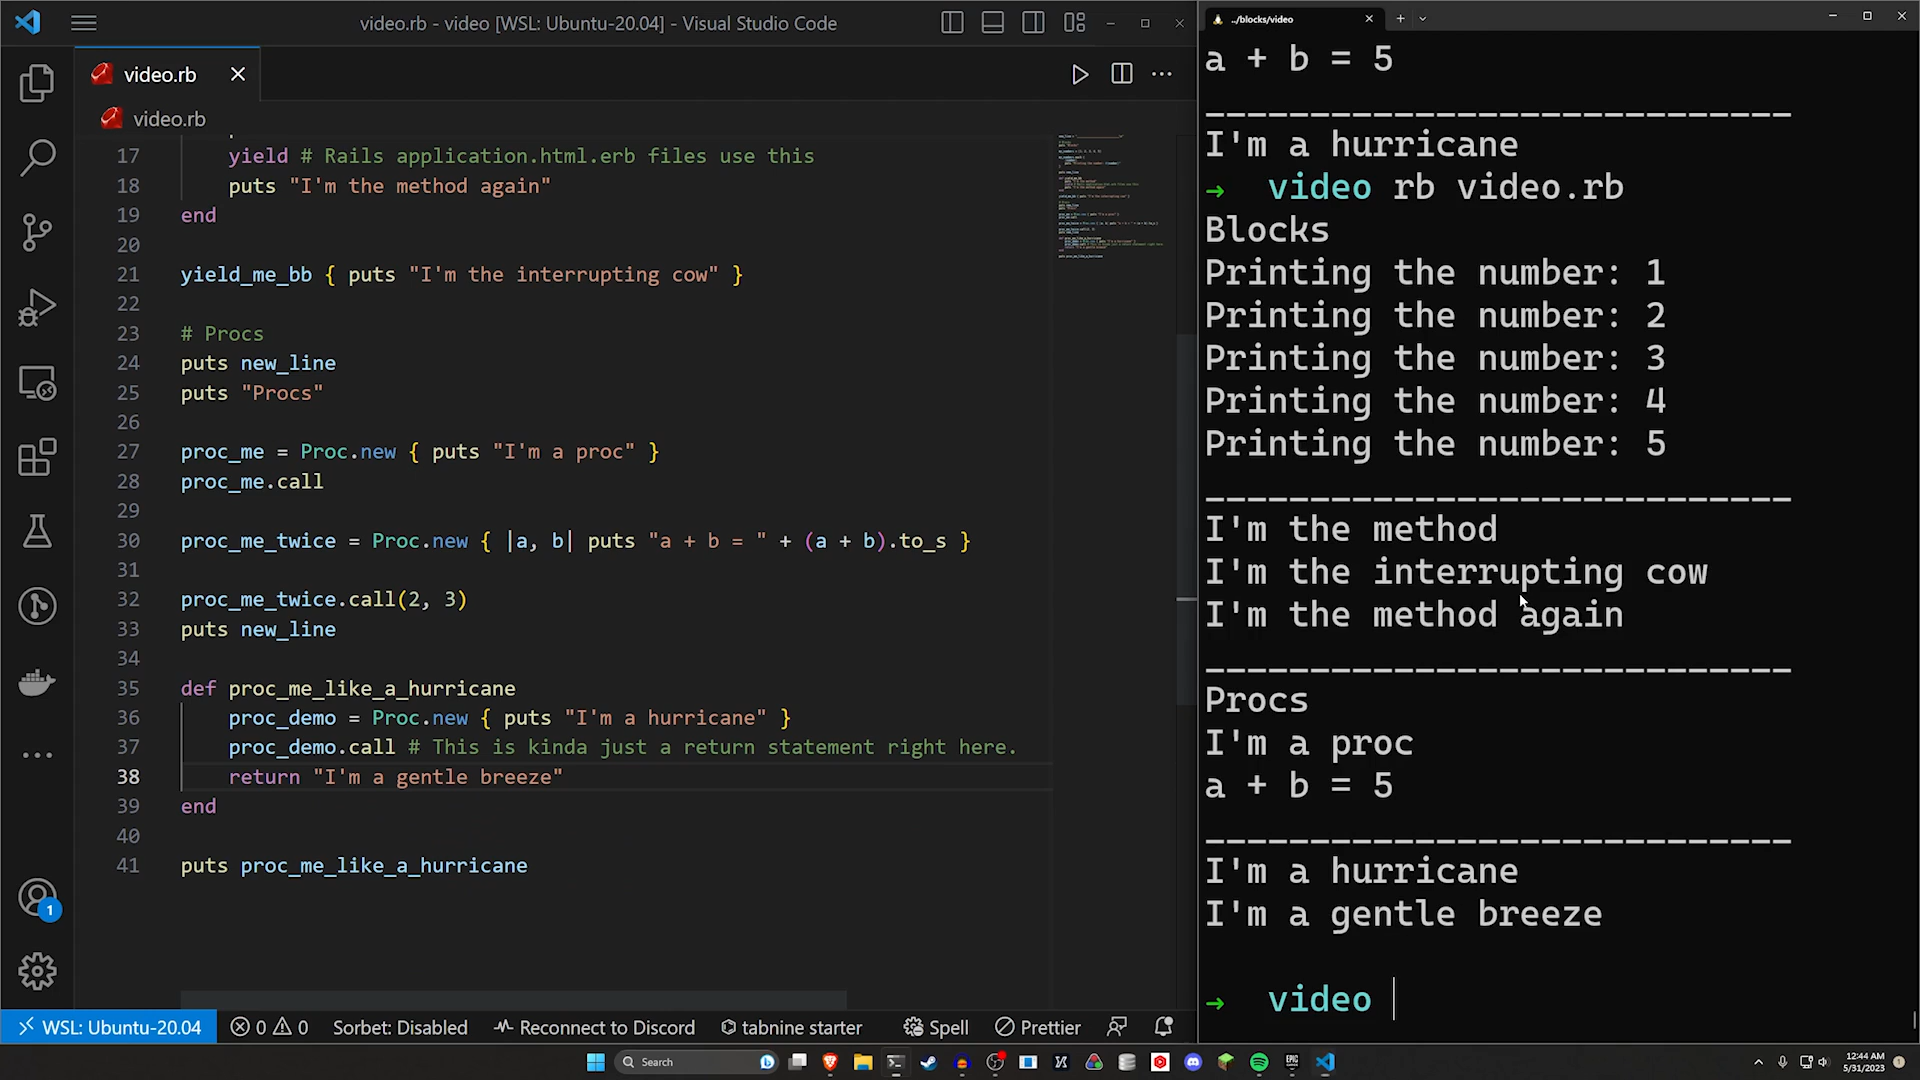 video.rb - video [WSL: Ubuntu-20.04] - Visual Studio Code
video.rb
video.rb
17 yield # Rails application.html.erb files use this
18 puts "I'm the method again"
19 end
20
21 yield_me_bb { puts "I'm the interrupting cow" }
22
23 # Procs
24 puts new_line
25 puts "Procs"
26
27 proc_me = Proc.new { puts "I'm a proc" }
28 proc_me.call
29
30 proc_me_twice = Proc.new { |a, b| puts "a + b = " + (a + b).to_s }
31
32 proc_me_twice.call(2, 3)
33 puts new_line
34
35 def proc_me_like_a_hurricane
36 proc_demo = Proc.new { puts "I'm a hurricane" }
37 proc_demo.call # This is kinda just a return statement right here.
38 return "I'm a gentle breeze"
39 end
40
41 puts proc_me_like_a_hurricane
1
WSL: Ubuntu-20.04 0 0 Sorbet: Disabled Reconnect to Discord tabnine starter Spell Prettier
../blocks/video
a + b = 5
____________________________
I'm a hurricane
→ video rb video.rb
Blocks
Printing the number: 1
Printing the number: 2
Printing the number: 3
Printing the number: 4
Printing the number: 5
____________________________
I'm the method
I'm the interrupting cow
I'm the method again
____________________________
Procs
I'm a proc
a + b = 5
____________________________
I'm a hurricane
I'm a gentle breeze
→ video
Search
12:44 AM
5/31/2023